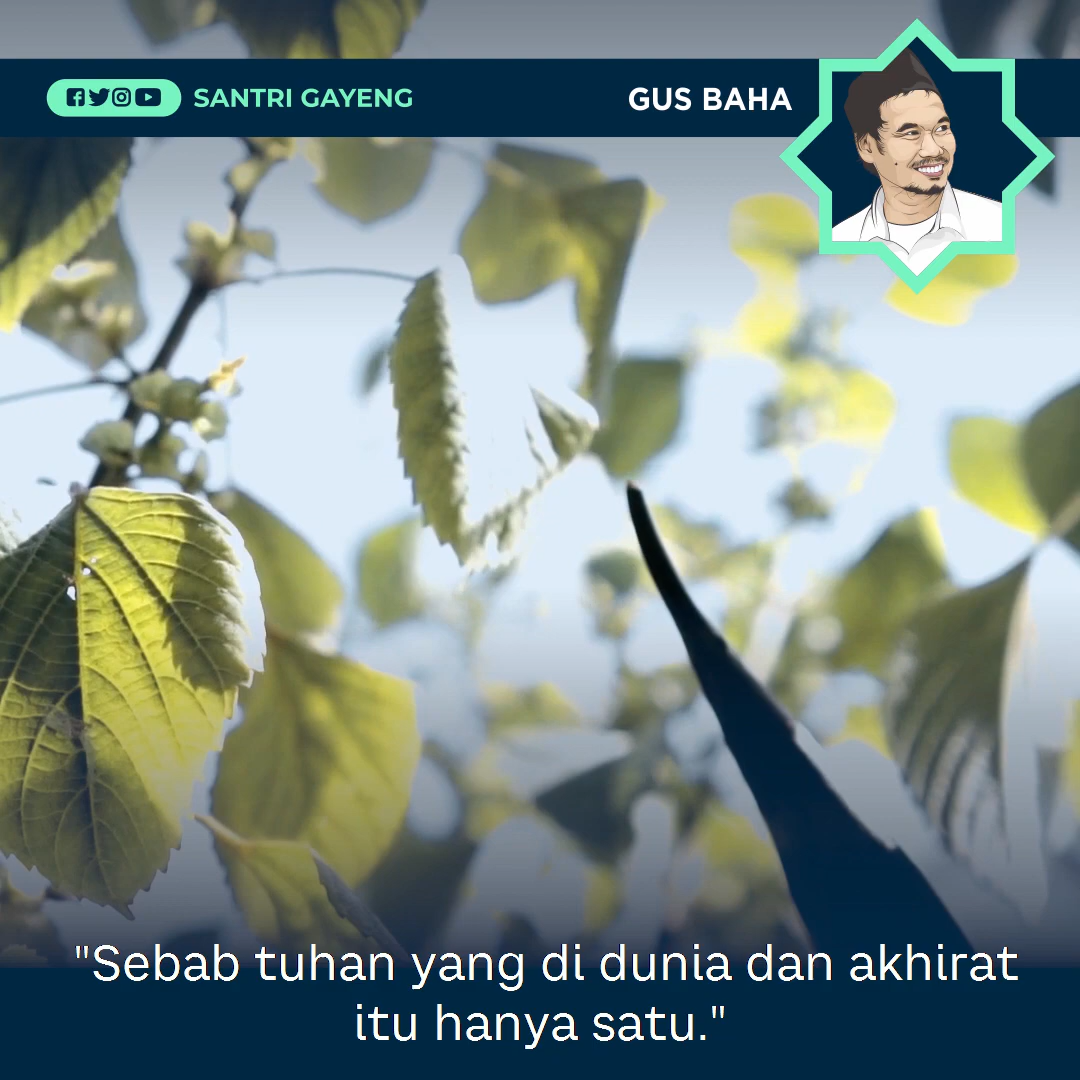 SANTRI GAYENG
GUS BAHA
"Sebab tuhan yang di dunia dan akhirat
itu hanya satu."